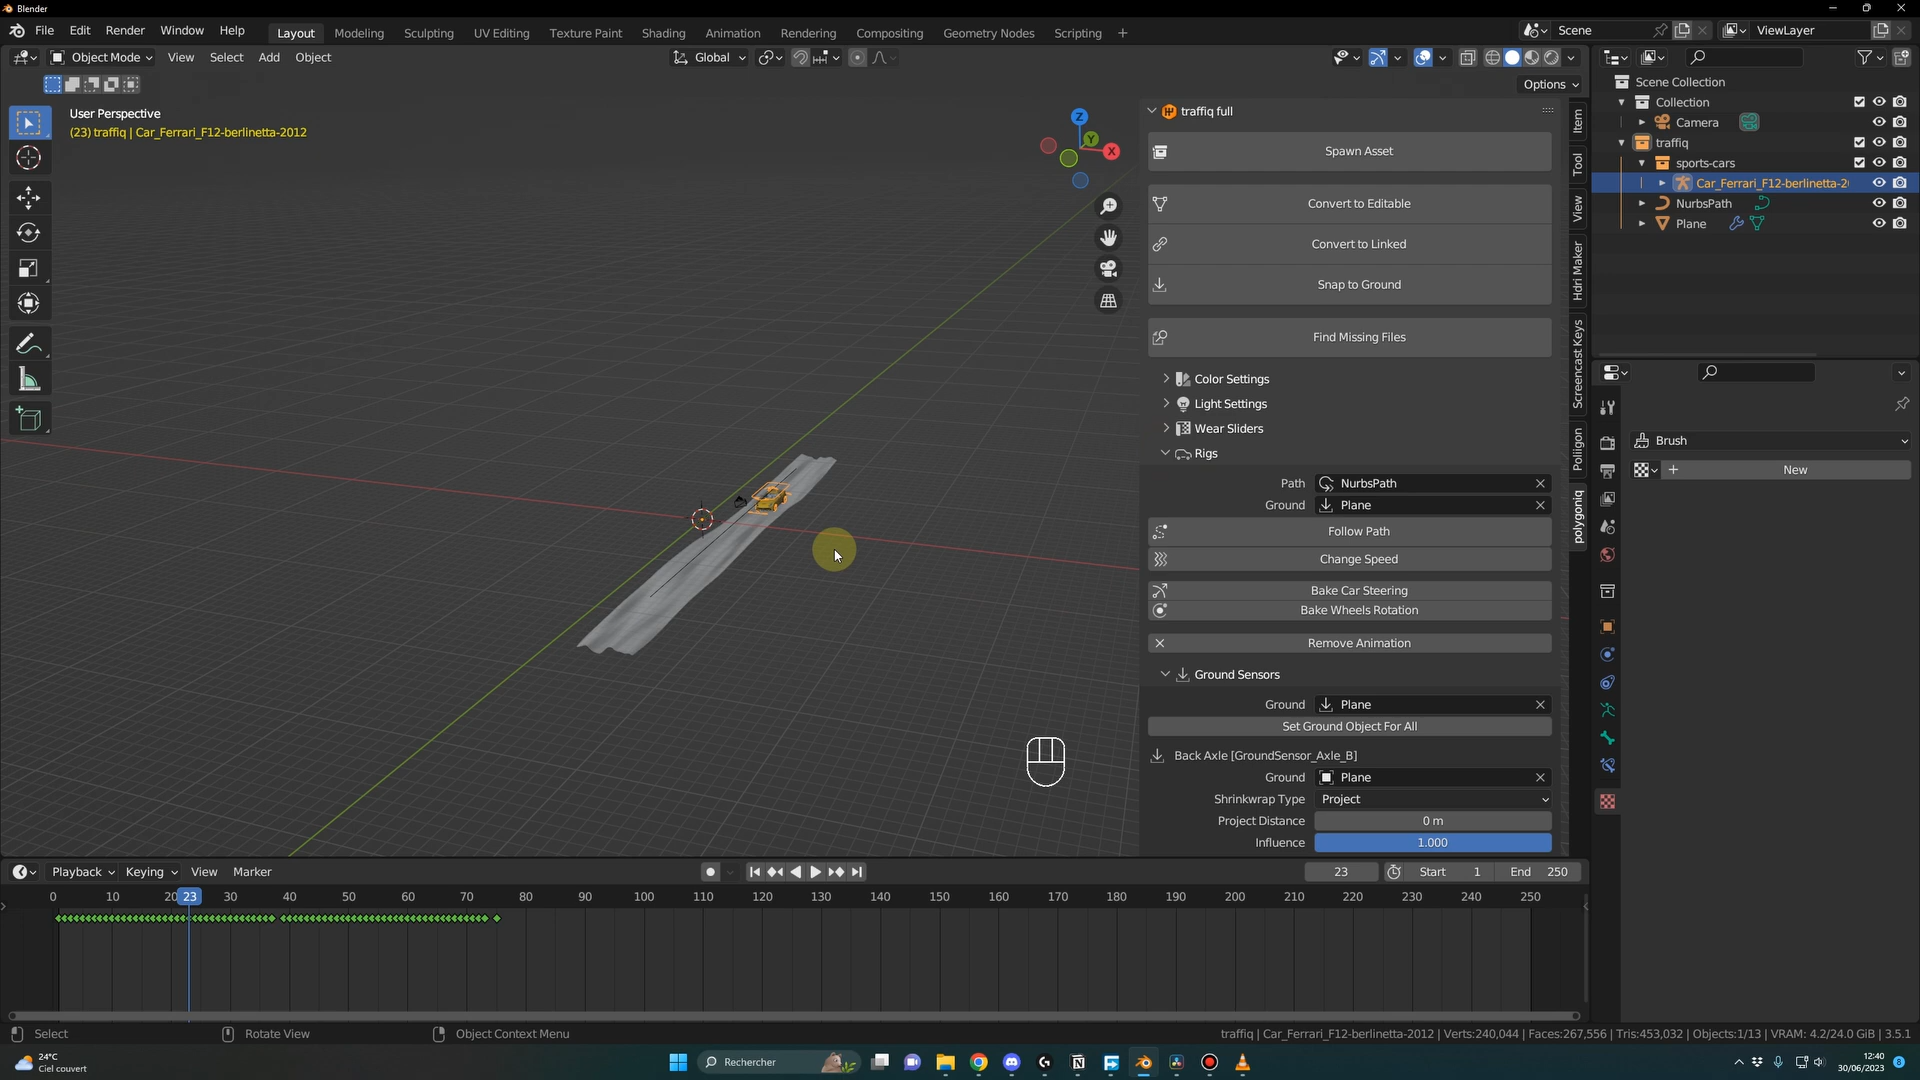 Blender
File Edit Render Window Help Layout Modeling Sculpting UV Editing Texture Paint Shading Animation Rendering Compositing Geometry Nodes Scripting + Scene ViewLayer
Object Mode View Select Add Object Global
Options
User Perspective
(23) traffiq | Car_Ferrari_F12-berlinetta-2012
Z
Y
X
traffiq full
Spawn Asset
Convert to Editable
Convert to Linked
Snap to Ground
Find Missing Files
Color Settings
Light Settings
Wear Sliders
Rigs
Path NurbsPath
Ground Plane
Follow Path
Change Speed
Bake Car Steering
Bake Wheels Rotation
Remove Animation
Ground Sensors
Ground Plane
Set Ground Object For All
Back Axle [GroundSensor_Axle_B]
Ground Plane
Shrinkwrap Type Project
Project Distance 0 m
Influence 1.000
Item
Tool
View
Hdri Maker
Screencast Keys
Poliigon
polygoniq
Scene Collection
Collection
Camera
traffiq
sports-cars
Car_Ferrari_F12-berlinetta-2
NurbsPath
Plane
Brush
New
Playback Keying View Marker 23 Start 1 End 250
0 10 20 23 30 40 50 60 70 80 90 100 110 120 130 140 150 160 170 180 190 200 210 220 230 240 250
Select Rotate View Object Context Menu traffiq | Car_Ferrari_F12-berlinetta-2012 | Verts:240,044 | Faces:267,556 | Tris:453,032 | Objects:1/13 | VRAM: 4.2/24.0 GiB | 3.5.1
24°C
Ciel couvert
Rechercher
12:40
30/06/2023
8